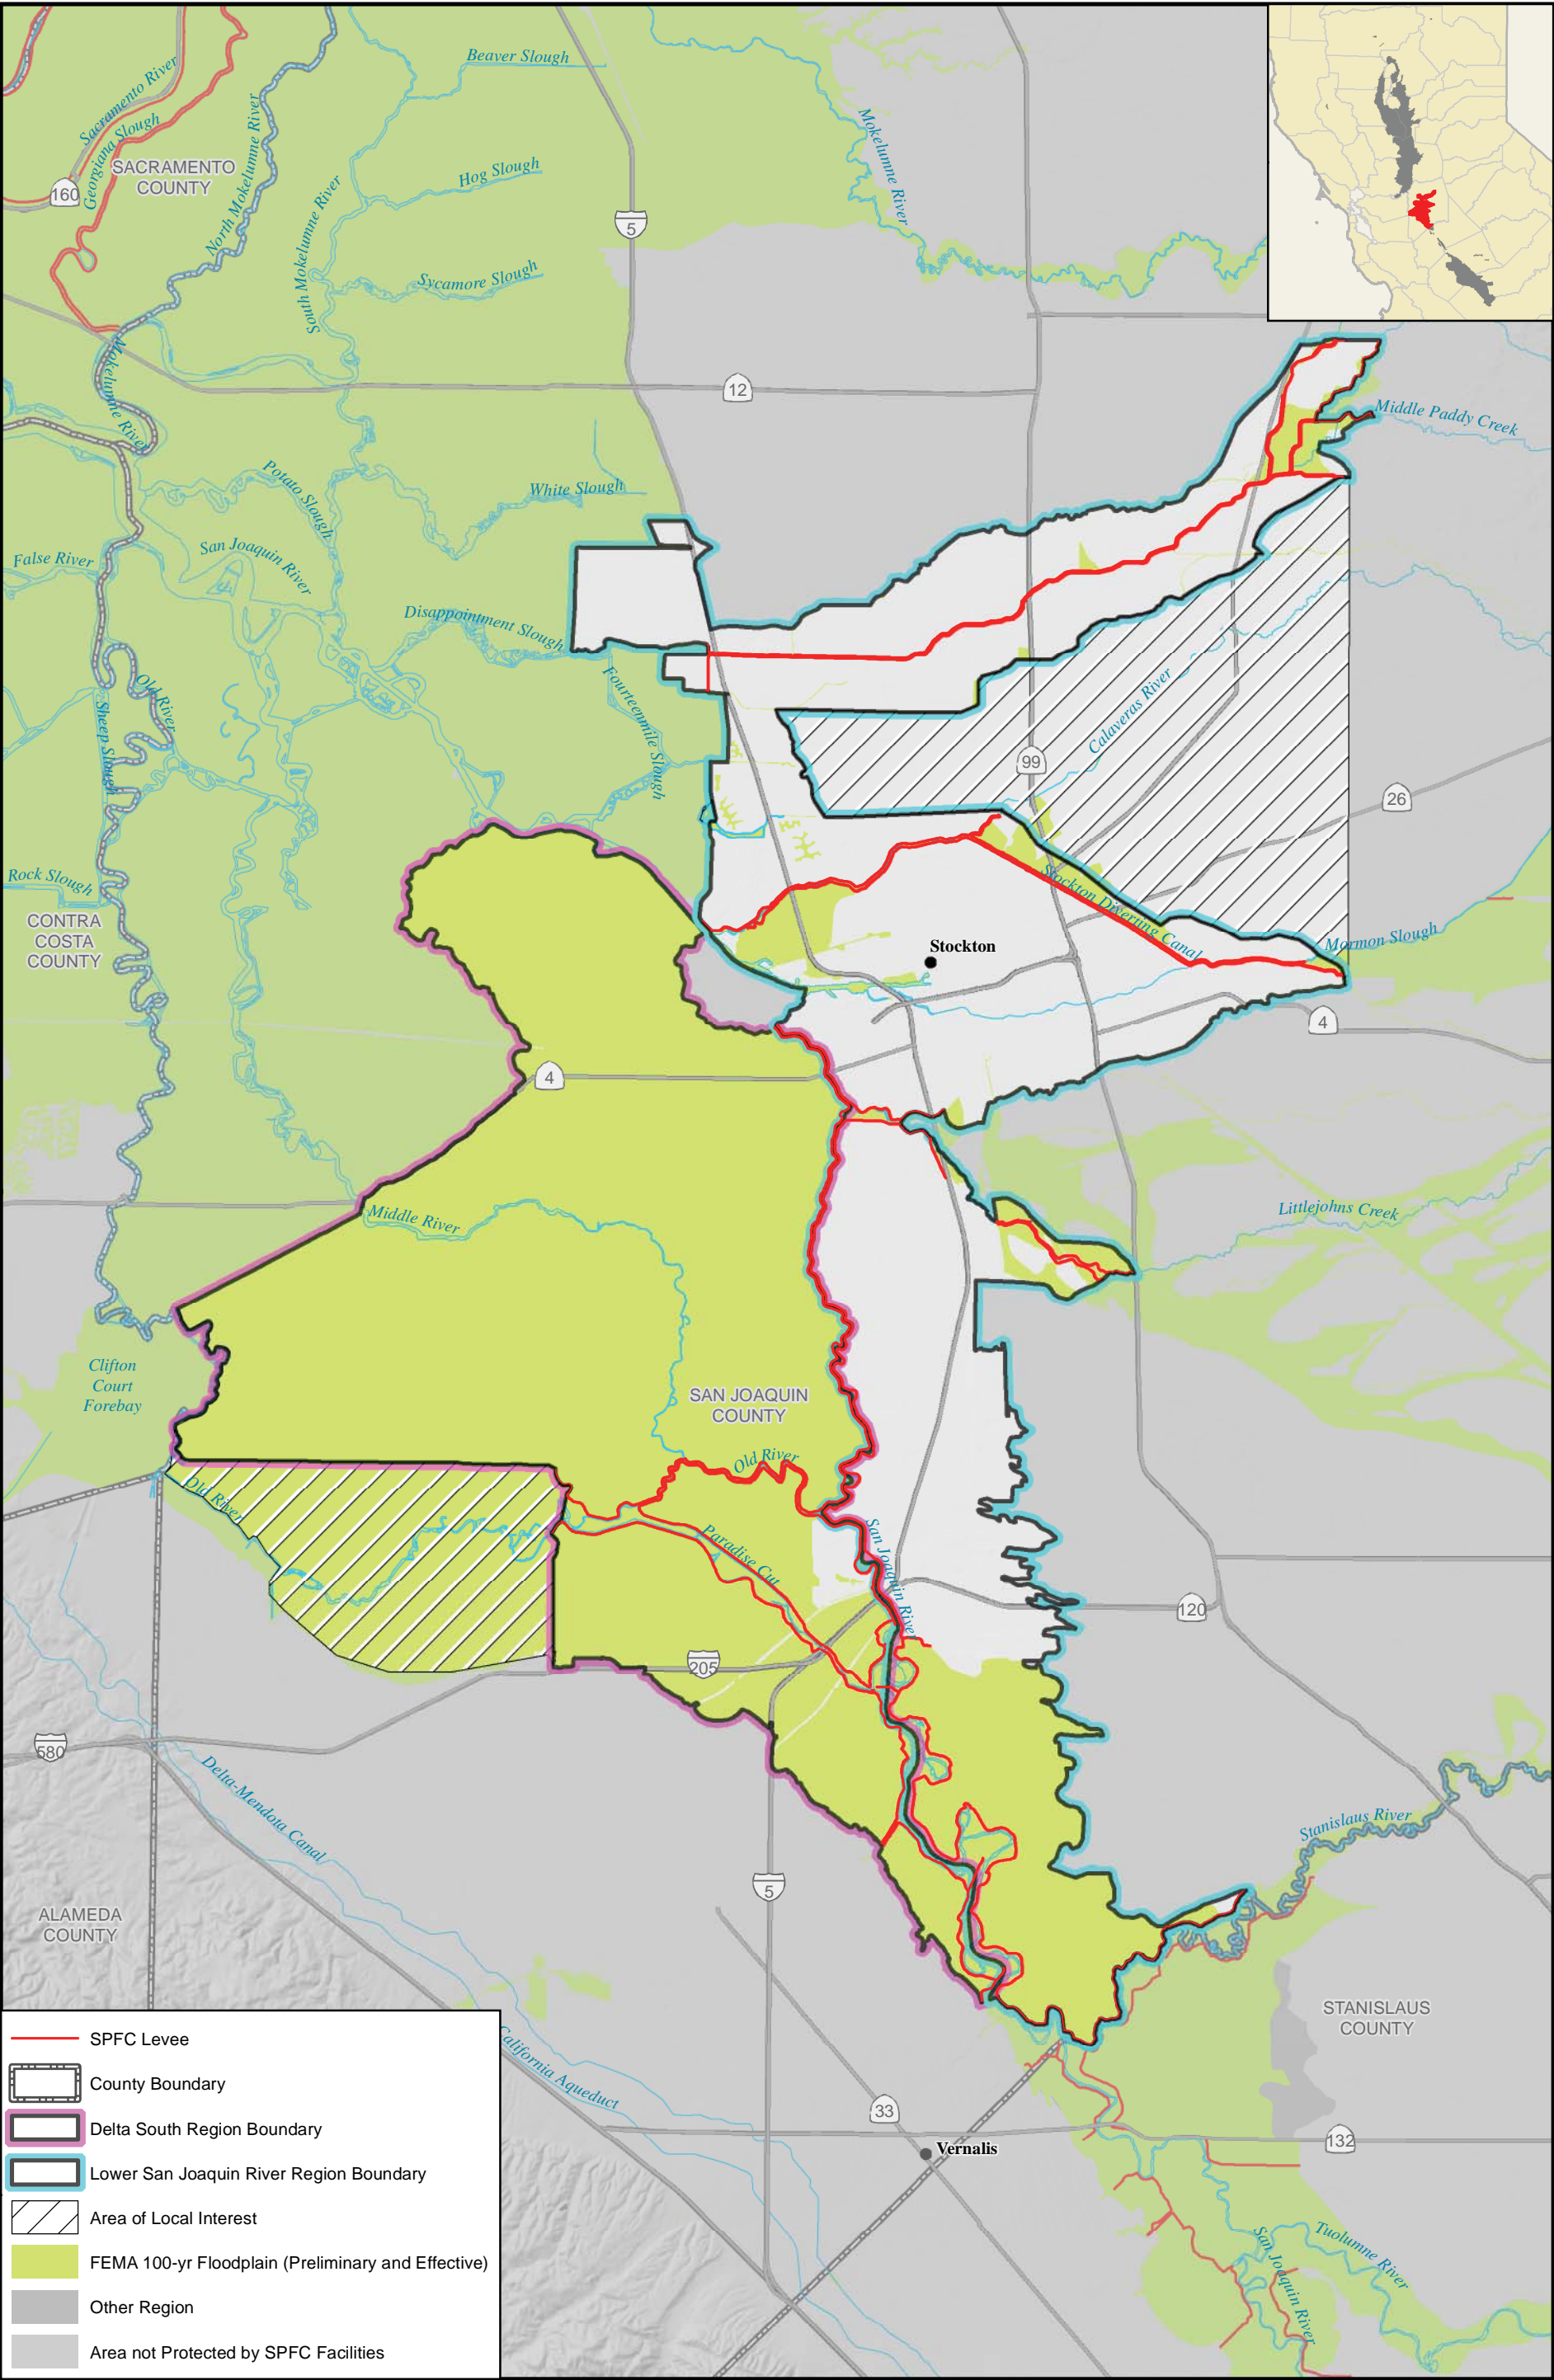 Beaver Slough
Sacramento River
Georgiana Slough
SACRAMENTO
COUNTY
160
North Mokelumne River
South Mokelumne River
Hog Slough
Mokelumne River
5
Sycamore Slough
Mokelumne River
12
Middle Paddy Creek
Potato Slough
White Slough
San Joaquin River
False River
Disappointment Slough
Fourteenmile Slough
Old River
Sheep Slough
Calaveras River
99
26
Rock Slough
CONTRA
COSTA
COUNTY
Stockton Diverting Canal
Mormon Slough
Stockton
4
4
Middle River
Littlejohns Creek
Clifton
Court
Forebay
SAN JOAQUIN
COUNTY
Old River
Old River
Paradise Cut
San Joaquin River
120
205
580
Delta-Mendota Canal
Stanislaus River
5
ALAMEDA
COUNTY
STANISLAUS
COUNTY
California Aqueduct
33
132
Vernalis
Tuolumne River
San Joaquin River
SPFC Levee
County Boundary
Delta South Region Boundary
Lower San Joaquin River Region Boundary
Area of Local Interest
FEMA 100-yr Floodplain (Preliminary and Effective)
Other Region
Area not Protected by SPFC Facilities